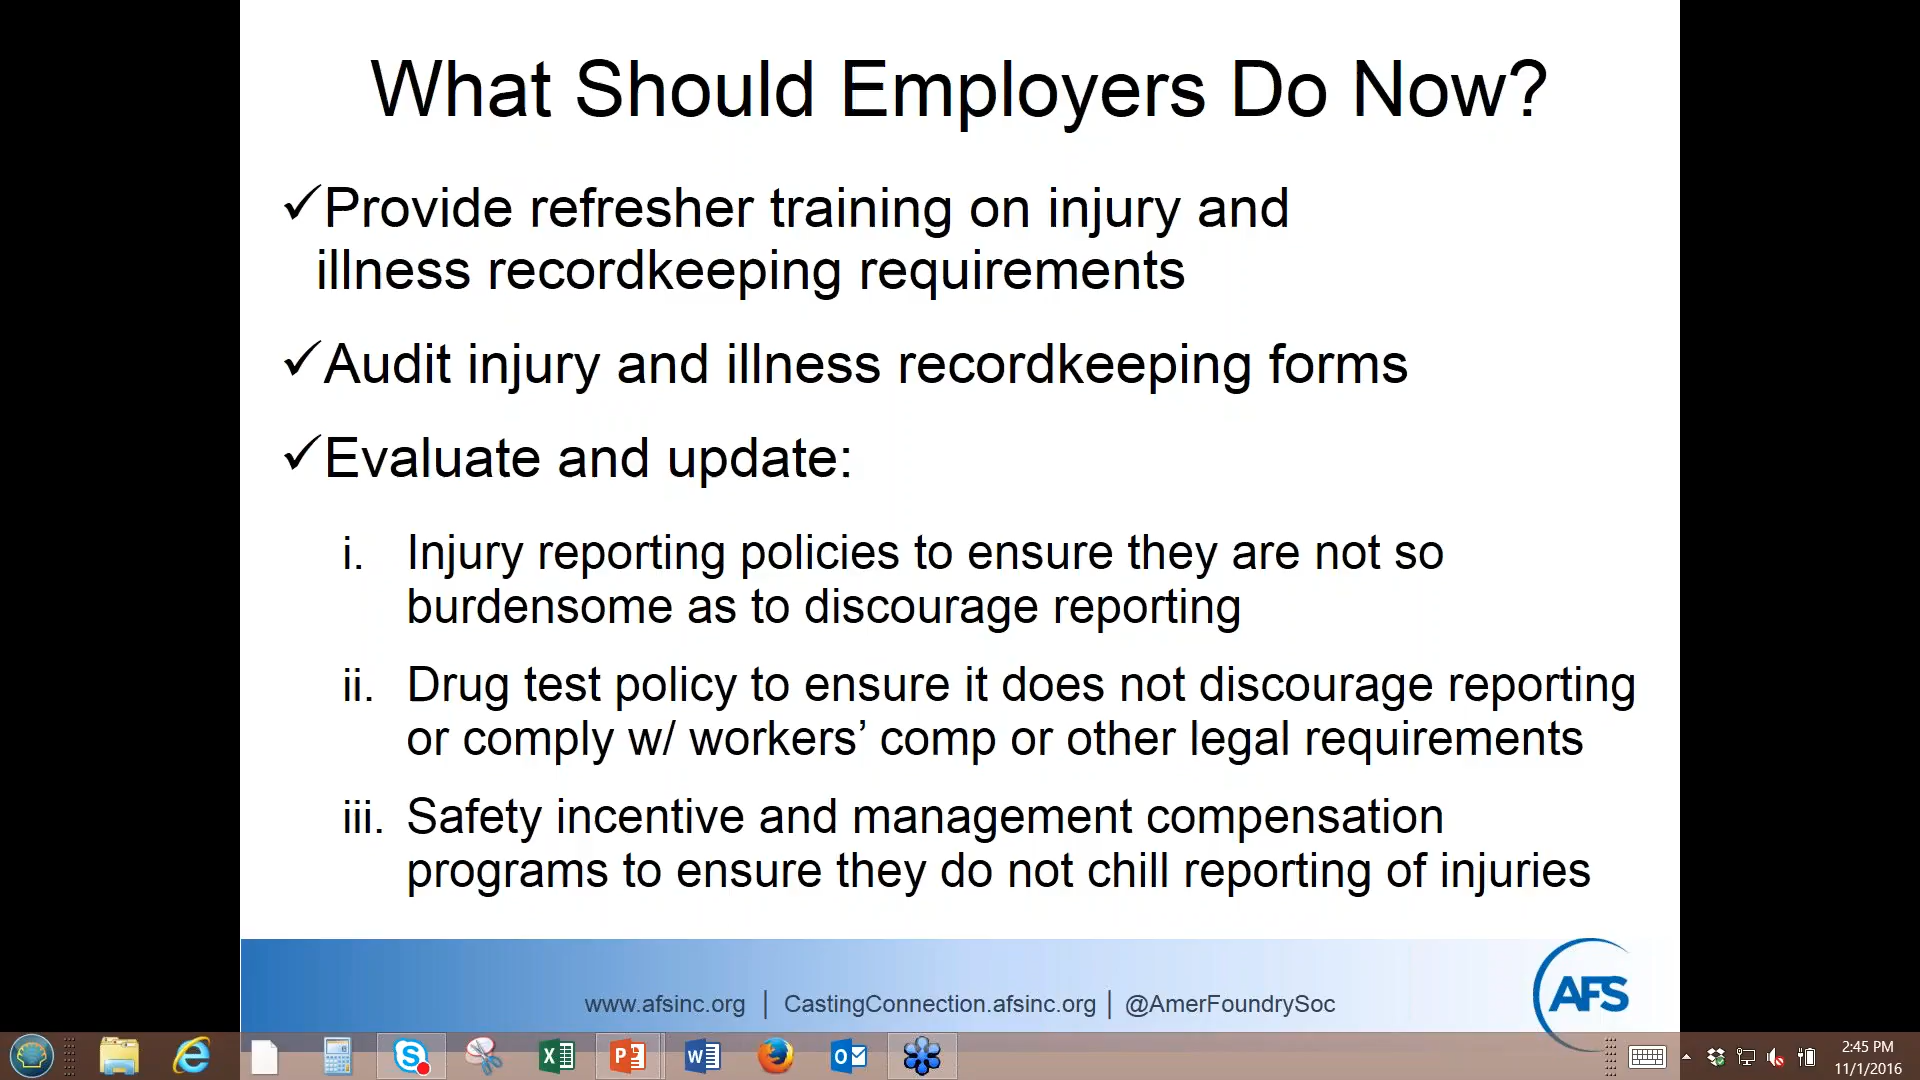 What Should Employers Do Now?
✓Provide refresher training on injury and
illness recordkeeping requirements
✓Audit injury and illness recordkeeping forms
✓Evaluate and update:
i. Injury reporting policies to ensure they are not so
burdensome as to discourage reporting
ii. Drug test policy to ensure it does not discourage reporting
or comply w/ workers’ comp or other legal requirements
iii. Safety incentive and management compensation
programs to ensure they do not chill reporting of injuries
www.afsinc.org | CastingConnection.afsinc.org | @AmerFoundrySoc
AFS
2:45 PM
11/1/2016